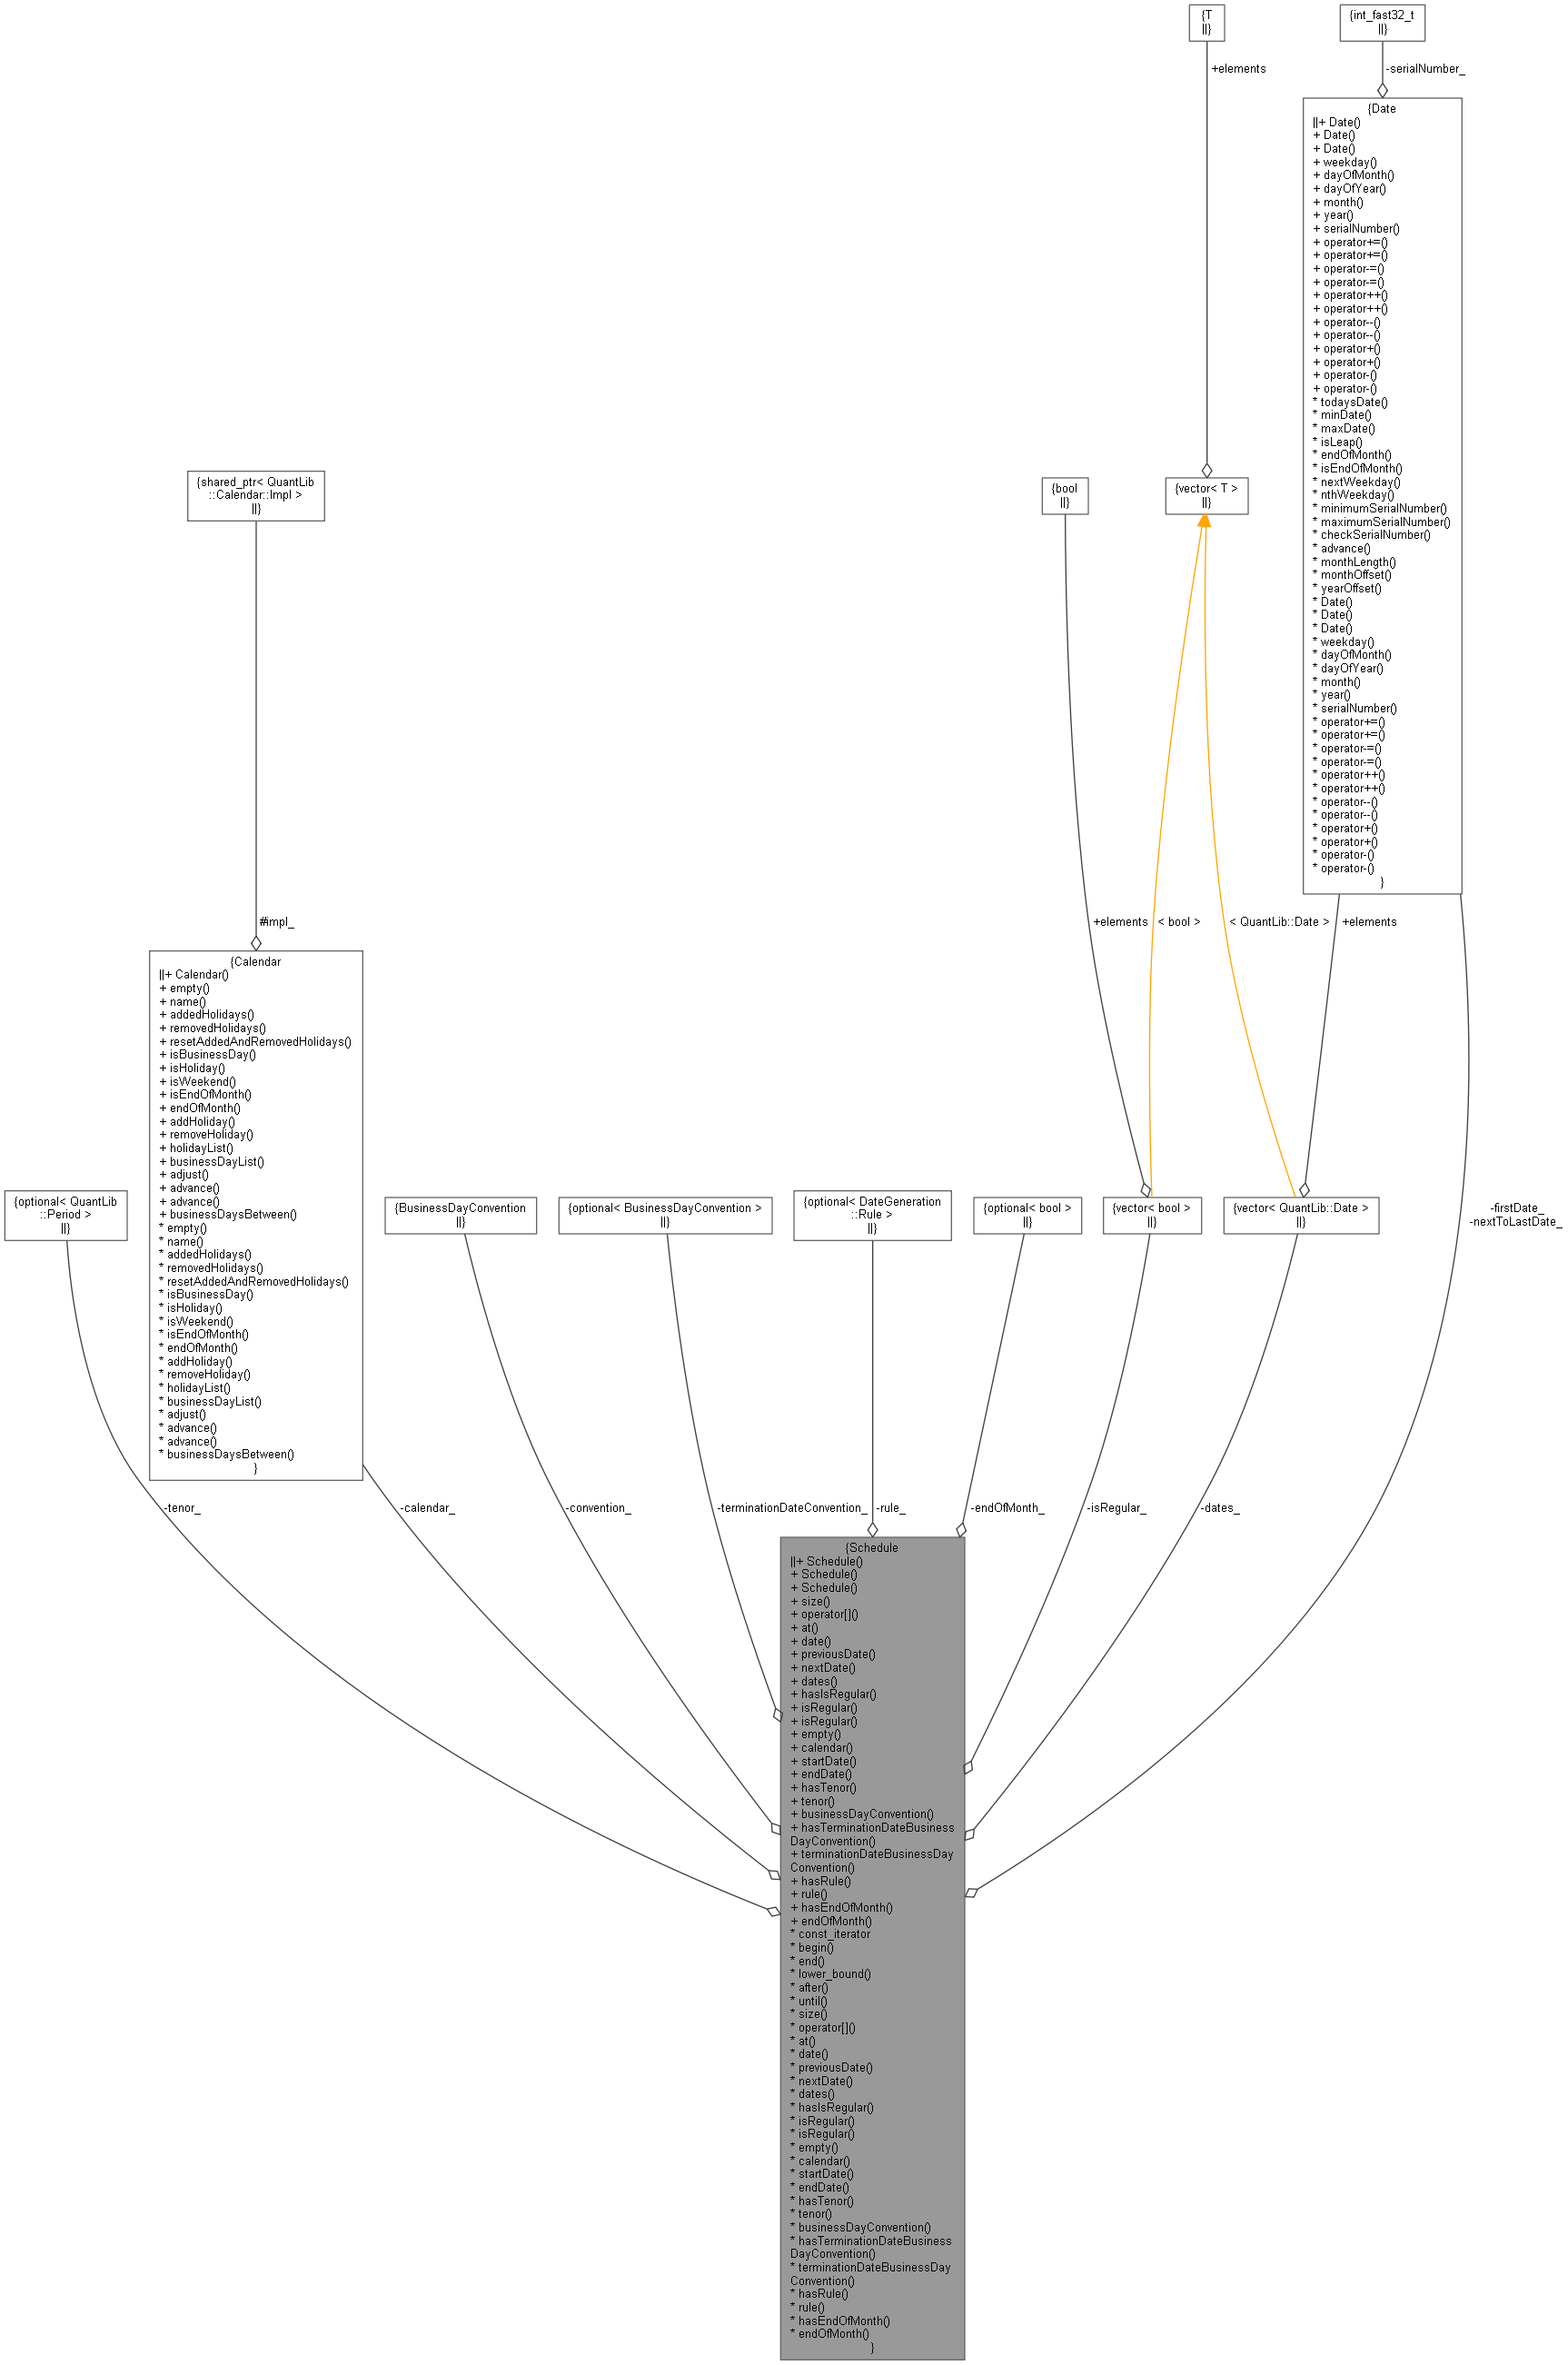 {T
||}
{int_fast32_t
||}
+elements
-serialNumber_
{Date
||+ Date()
+ Date()
+ Date()
+ weekday()
+ dayOfMonth()
+ dayOfYear()
+ month()
+ year()
+ serialNumber()
+ operator+=()
+ operator+=()
+ operator-=()
+ operator-=()
+ operator++()
+ operator++()
+ operator--()
+ operator--()
+ operator+()
+ operator+()
+ operator-()
+ operator-()
* todaysDate()
* minDate()
* maxDate()
* isLeap()
* endOfMonth()
* isEndOfMonth()
* nextWeekday()
* nthWeekday()
* minimumSerialNumber()
* maximumSerialNumber()
* checkSerialNumber()
* advance()
* monthLength()
* monthOffset()
* yearOffset()
* Date()
* Date()
* Date()
* weekday()
* dayOfMonth()
* dayOfYear()
* month()
* year()
* serialNumber()
* operator+=()
* operator+=()
* operator-=()
* operator-=()
* operator++()
* operator++()
* operator--()
* operator--()
* operator+()
* operator+()
* operator-()
* operator-()
}
{shared_ptr< QuantLib
::Calendar::Impl >
||}
{bool
||}
{vector< T >
||}
#impl_
+elements
< bool >
< QuantLib::Date >
+elements
{Calendar
||+ Calendar()
+ empty()
+ name()
+ addedHolidays()
+ removedHolidays()
+ resetAddedAndRemovedHolidays()
+ isBusinessDay()
+ isHoliday()
+ isWeekend()
+ isEndOfMonth()
+ endOfMonth()
+ addHoliday()
+ removeHoliday()
+ holidayList()
+ businessDayList()
+ adjust()
+ advance()
+ advance()
+ businessDaysBetween()
* empty()
* name()
* addedHolidays()
* removedHolidays()
* resetAddedAndRemovedHolidays()
* isBusinessDay()
* isHoliday()
* isWeekend()
* isEndOfMonth()
* endOfMonth()
* addHoliday()
* removeHoliday()
* holidayList()
* businessDayList()
* adjust()
* advance()
* advance()
* businessDaysBetween()
}
{optional< QuantLib
::Period >
||}
{BusinessDayConvention
||}
{optional< BusinessDayConvention >
||}
{optional< DateGeneration
::Rule >
||}
{optional< bool >
||}
{vector< bool >
||}
{vector< QuantLib::Date >
||}
-firstDate_
-nextToLastDate_
-tenor_
-calendar_
-convention_
-terminationDateConvention_
-rule_
-endOfMonth_
-isRegular_
-dates_
{Schedule
||+ Schedule()
+ Schedule()
+ Schedule()
+ size()
+ operator[]()
+ at()
+ date()
+ previousDate()
+ nextDate()
+ dates()
+ hasIsRegular()
+ isRegular()
+ isRegular()
+ empty()
+ calendar()
+ startDate()
+ endDate()
+ hasTenor()
+ tenor()
+ businessDayConvention()
+ hasTerminationDateBusiness
DayConvention()
+ terminationDateBusinessDay
Convention()
+ hasRule()
+ rule()
+ hasEndOfMonth()
+ endOfMonth()
* const_iterator
* begin()
* end()
* lower_bound()
* after()
* until()
* size()
* operator[]()
* at()
* date()
* previousDate()
* nextDate()
* dates()
* hasIsRegular()
* isRegular()
* isRegular()
* empty()
* calendar()
* startDate()
* endDate()
* hasTenor()
* tenor()
* businessDayConvention()
* hasTerminationDateBusiness
DayConvention()
* terminationDateBusinessDay
Convention()
* hasRule()
* rule()
* hasEndOfMonth()
* endOfMonth()
}